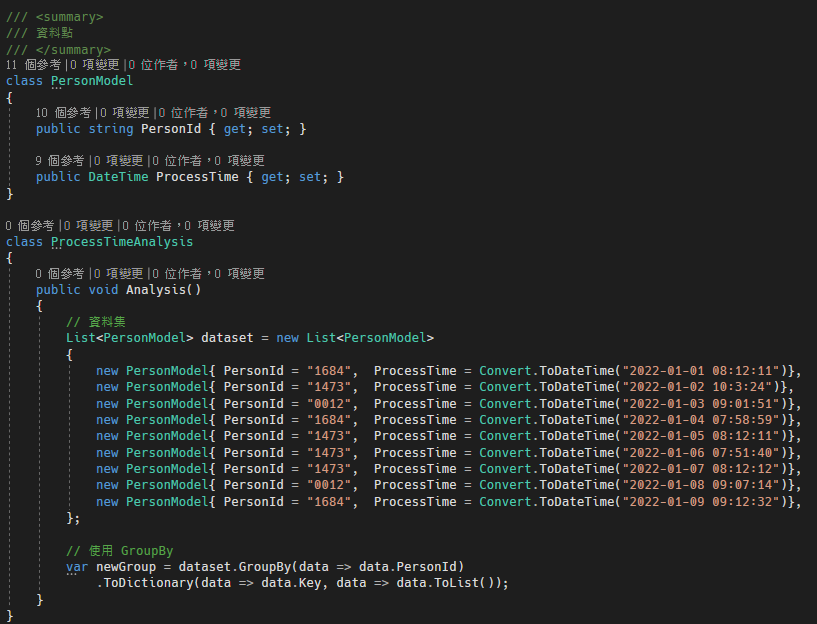 /// <summary>
/// 資料點
/// </summary>
11 個參考|0 項變更|0 位作者，0 項變更
class PersonModel
{
10 個參考|0 項變更|0 位作者，0 項變更
public string PersonId { get; set; }
9 個參考|0 項變更|0 位作者，0 項變更
public DateTime ProcessTime { get; set; }
}
0 個參考|0 項變更|0 位作者，0 項變更
class ProcessTimeAnalysis
{
0 個參考|0 項變更|0 位作者，0 項變更
public void Analysis()
{
// 資料集
List<PersonModel> dataset = new List<PersonModel>
{
new PersonModel{ PersonId = "1684", ProcessTime = Convert.ToDateTime("2022-01-01 08:12:11")},
new PersonModel{ PersonId = "1473", ProcessTime = Convert.ToDateTime("2022-01-02 10:3:24")},
new PersonModel{ PersonId = "0012", ProcessTime = Convert.ToDateTime("2022-01-03 09:01:51")},
new PersonModel{ PersonId = "1684", ProcessTime = Convert.ToDateTime("2022-01-04 07:58:59")},
new PersonModel{ PersonId = "1473", ProcessTime = Convert.ToDateTime("2022-01-05 08:12:11")},
new PersonModel{ PersonId = "1473", ProcessTime = Convert.ToDateTime("2022-01-06 07:51:40")},
new PersonModel{ PersonId = "1473", ProcessTime = Convert.ToDateTime("2022-01-07 08:12:12")},
new PersonModel{ PersonId = "0012", ProcessTime = Convert.ToDateTime("2022-01-08 09:07:14")},
new PersonModel{ PersonId = "1684", ProcessTime = Convert.ToDateTime("2022-01-09 09:12:32")},
};
// 使用 GroupBy
var newGroup = dataset.GroupBy(data => data.PersonId)
.ToDictionary(data => data.Key, data => data.ToList());
}
}